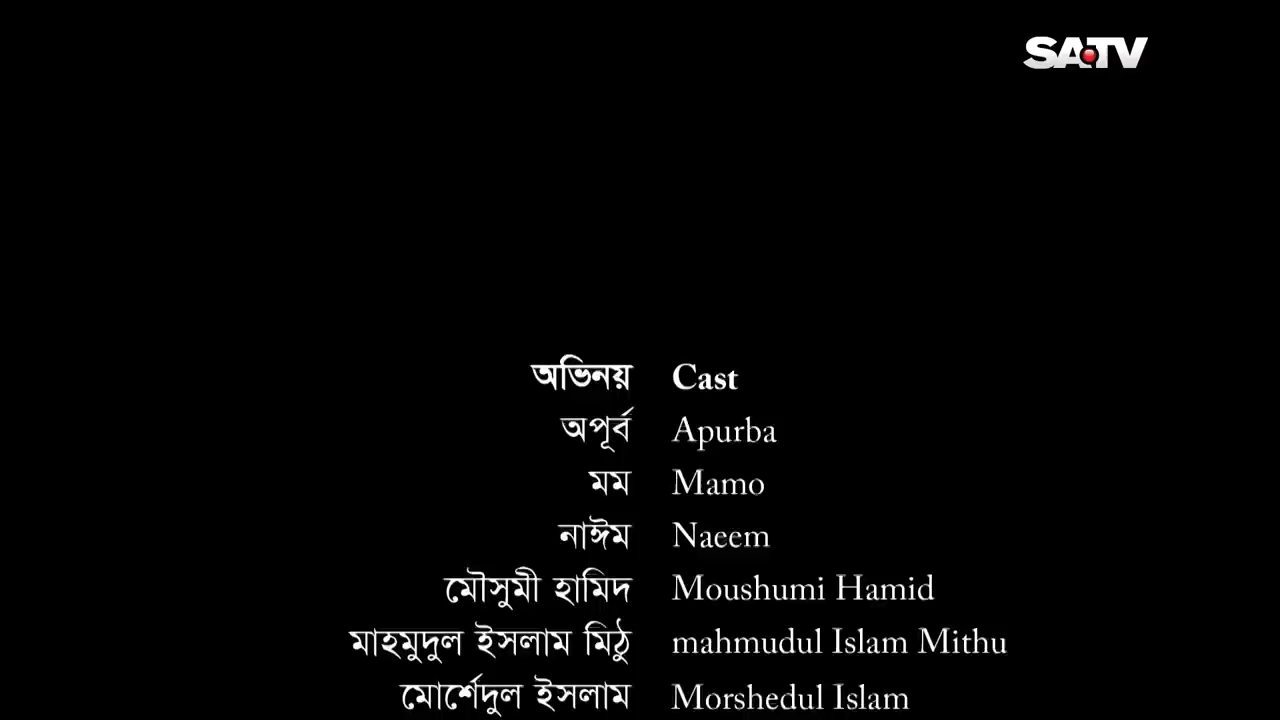 SATV
অভিনয় Cast
অপূর্ব Apurba
মম Mamo
নাঈম Naeem
মৌসুমী হামিদ Moushumi Hamid
মাহমুদুল ইসলাম মিঠু mahmudul Islam Mithu
মোর্শেদুল ইসলাম Morshedul Islam